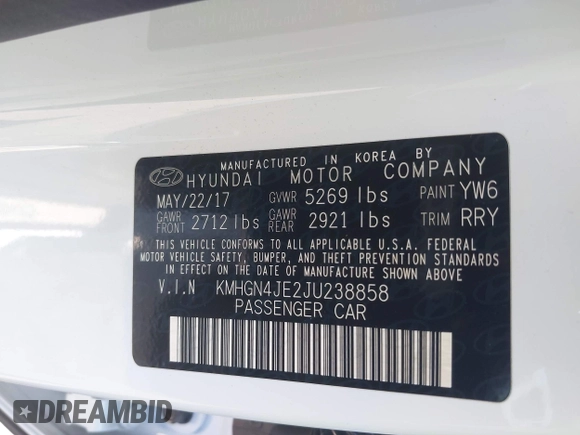 MANUFACTURED IN KOREA BY
HYUNDAI MOTOR COMPANY
MAY/22/17 GVWR 5269 lbs PAINT YW6
GAWR FRONT 2712 lbs GAWR REAR 2921 lbs TRIM RRY
THIS VEHICLE CONFORMS TO ALL APPLICABLE U.S.A. FEDERAL
MOTOR VEHICLE SAFETY, BUMPER, AND THEFT PREVENTION STANDARDS
IN EFFECT ON THE DATE OF MANUFACTURE SHOWN ABOVE
V.I.N KMHGN4JE2JU238858
PASSENGER CAR
DREAMBID